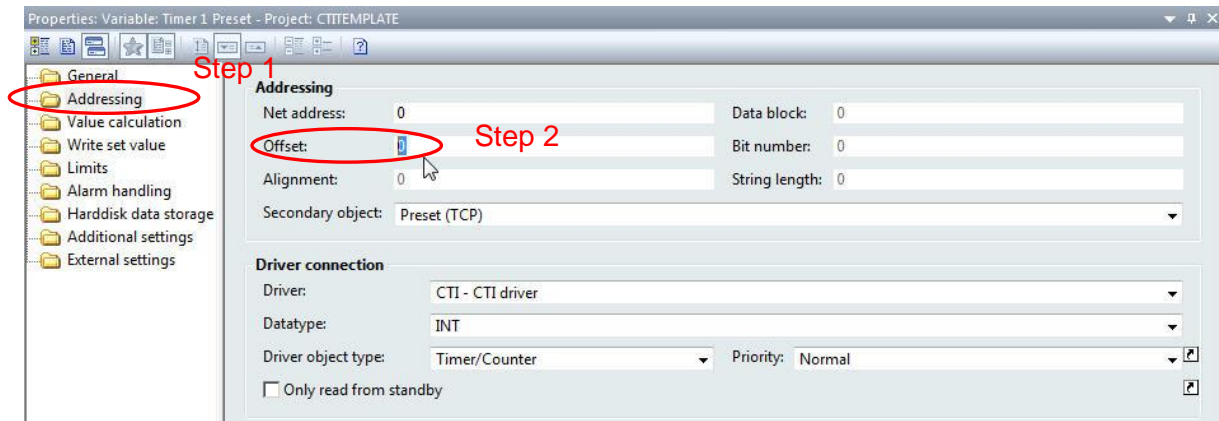 Properties: Variable: Timer 1 Preset - Project: CTITEMPLATE
Step 1
General
Addressing
Value calculation
Write set value
Limits
Alarm handling
Harddisk data storage
Additional settings
External settings
Addressing
Net address: 0 Data block: 0
Offset: 0 Step 2 Bit number: 0
Alignment: 0 String length: 0
Secondary object: Preset (TCP)
Driver connection
Driver: CTI - CTI driver
Datatype: INT
Driver object type: Timer/Counter Priority: Normal
Only read from standby